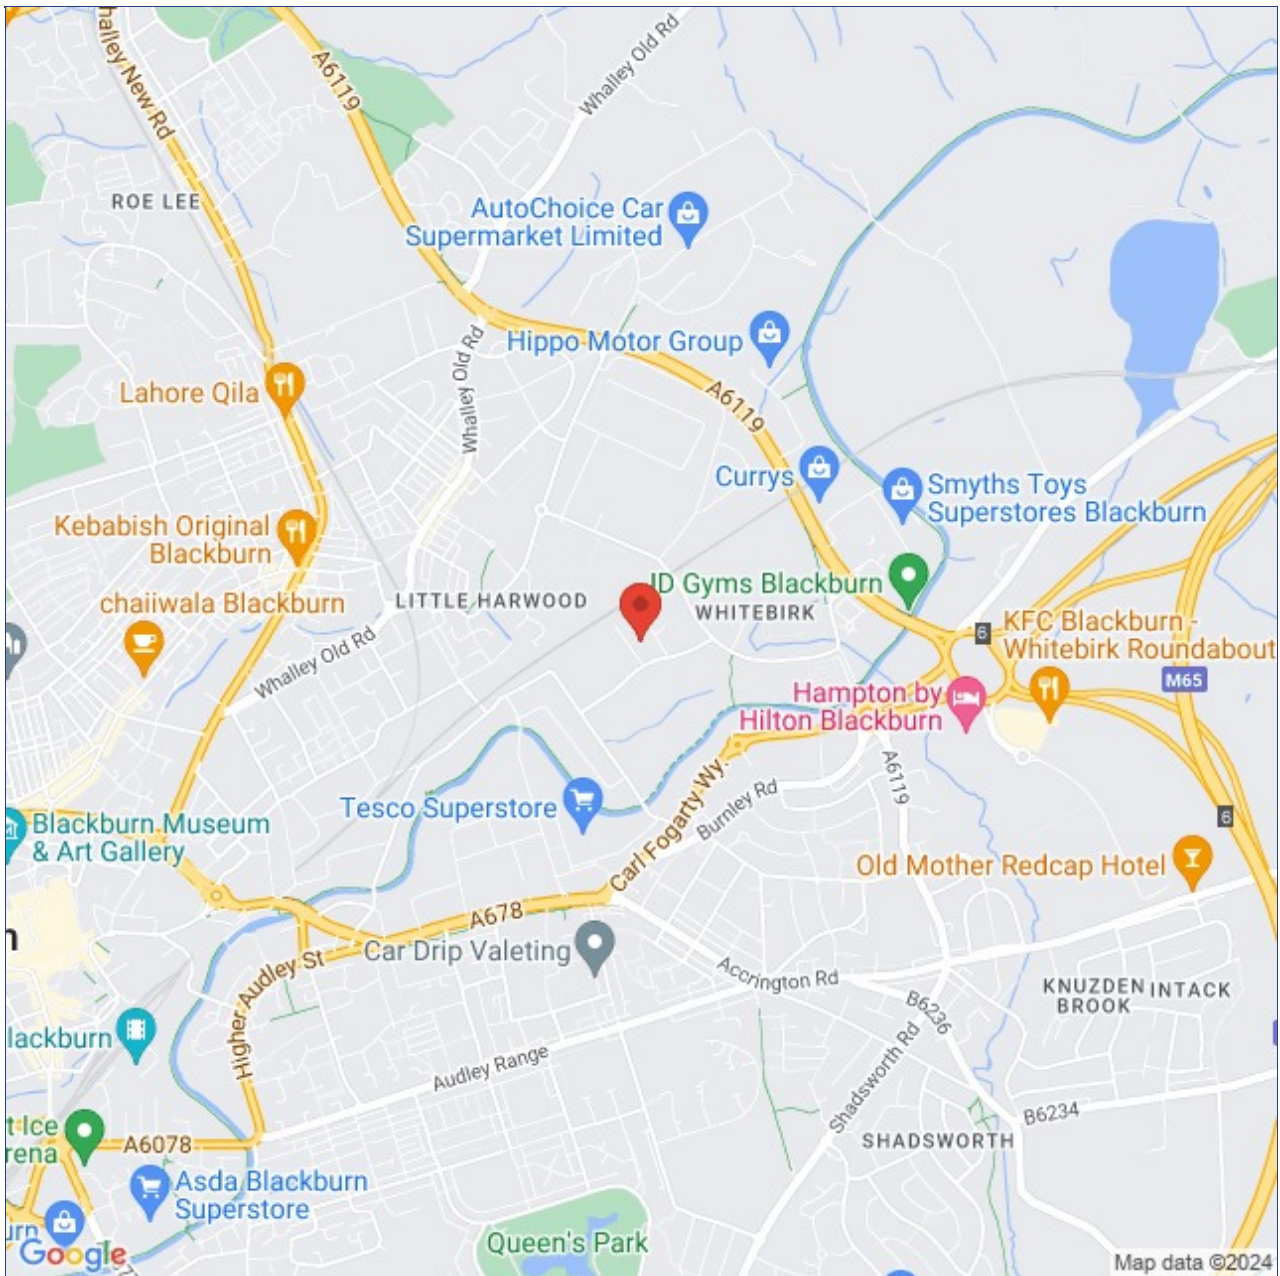 halley New Rd
A6119
Whalley Old Rd
ROE LEE
AutoChoice Car
Supermarket Limited
Hippo Motor Group
Whalley Old Rd
Lahore Qila
A6119
Currys
Smyths Toys
Superstores Blackburn
Kebabish Original
Blackburn
JD Gyms Blackburn
chaiiwala Blackburn
LITTLE HARWOOD
WHITEBIRK
6
KFC Blackburn -
Whitebirk Roundabout
Whalley Old Rd
M65
Hampton by
Hilton Blackburn
A6119
Tesco Superstore
Carl Fogarty Wy
Burnley Rd
6
Blackburn Museum
& Art Gallery
Old Mother Redcap Hotel
A678
n
Car Drip Valeting
Higher Audley St
Accrington Rd
KNUZDEN
BROOK
INTACK
B6236
lackburn
Audley Range
Shadsworth Rd
B6234
t Ice
rena
A6078
SHADSWORTH
Asda Blackburn
Superstore
urn
Queen's Park
Google
Map data ©2024